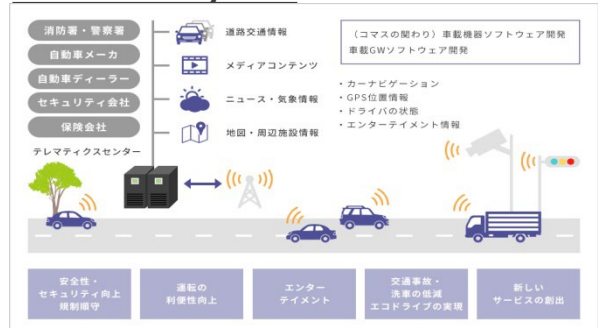 消防署・警察署
自動車メーカ
自動車ディーラー
セキュリティ会社
保険会社
テレマティクスセンター
道路交通情報
メディアコンテンツ
ニュース・気象情報
地図・周辺施設情報
（コマスの関わり）車載機器ソフトウェア開発
車載GWソフトウェア開発
・カーナビゲーション
・GPS位置情報
・ドライバの状態
・エンターテイメント情報
安全性・
セキュリティ向上
規制順守
運転の
利便性向上
エンター
テイメント
交通事故・
洗車の低減
エコドライブの実現
新しい
サービスの創出